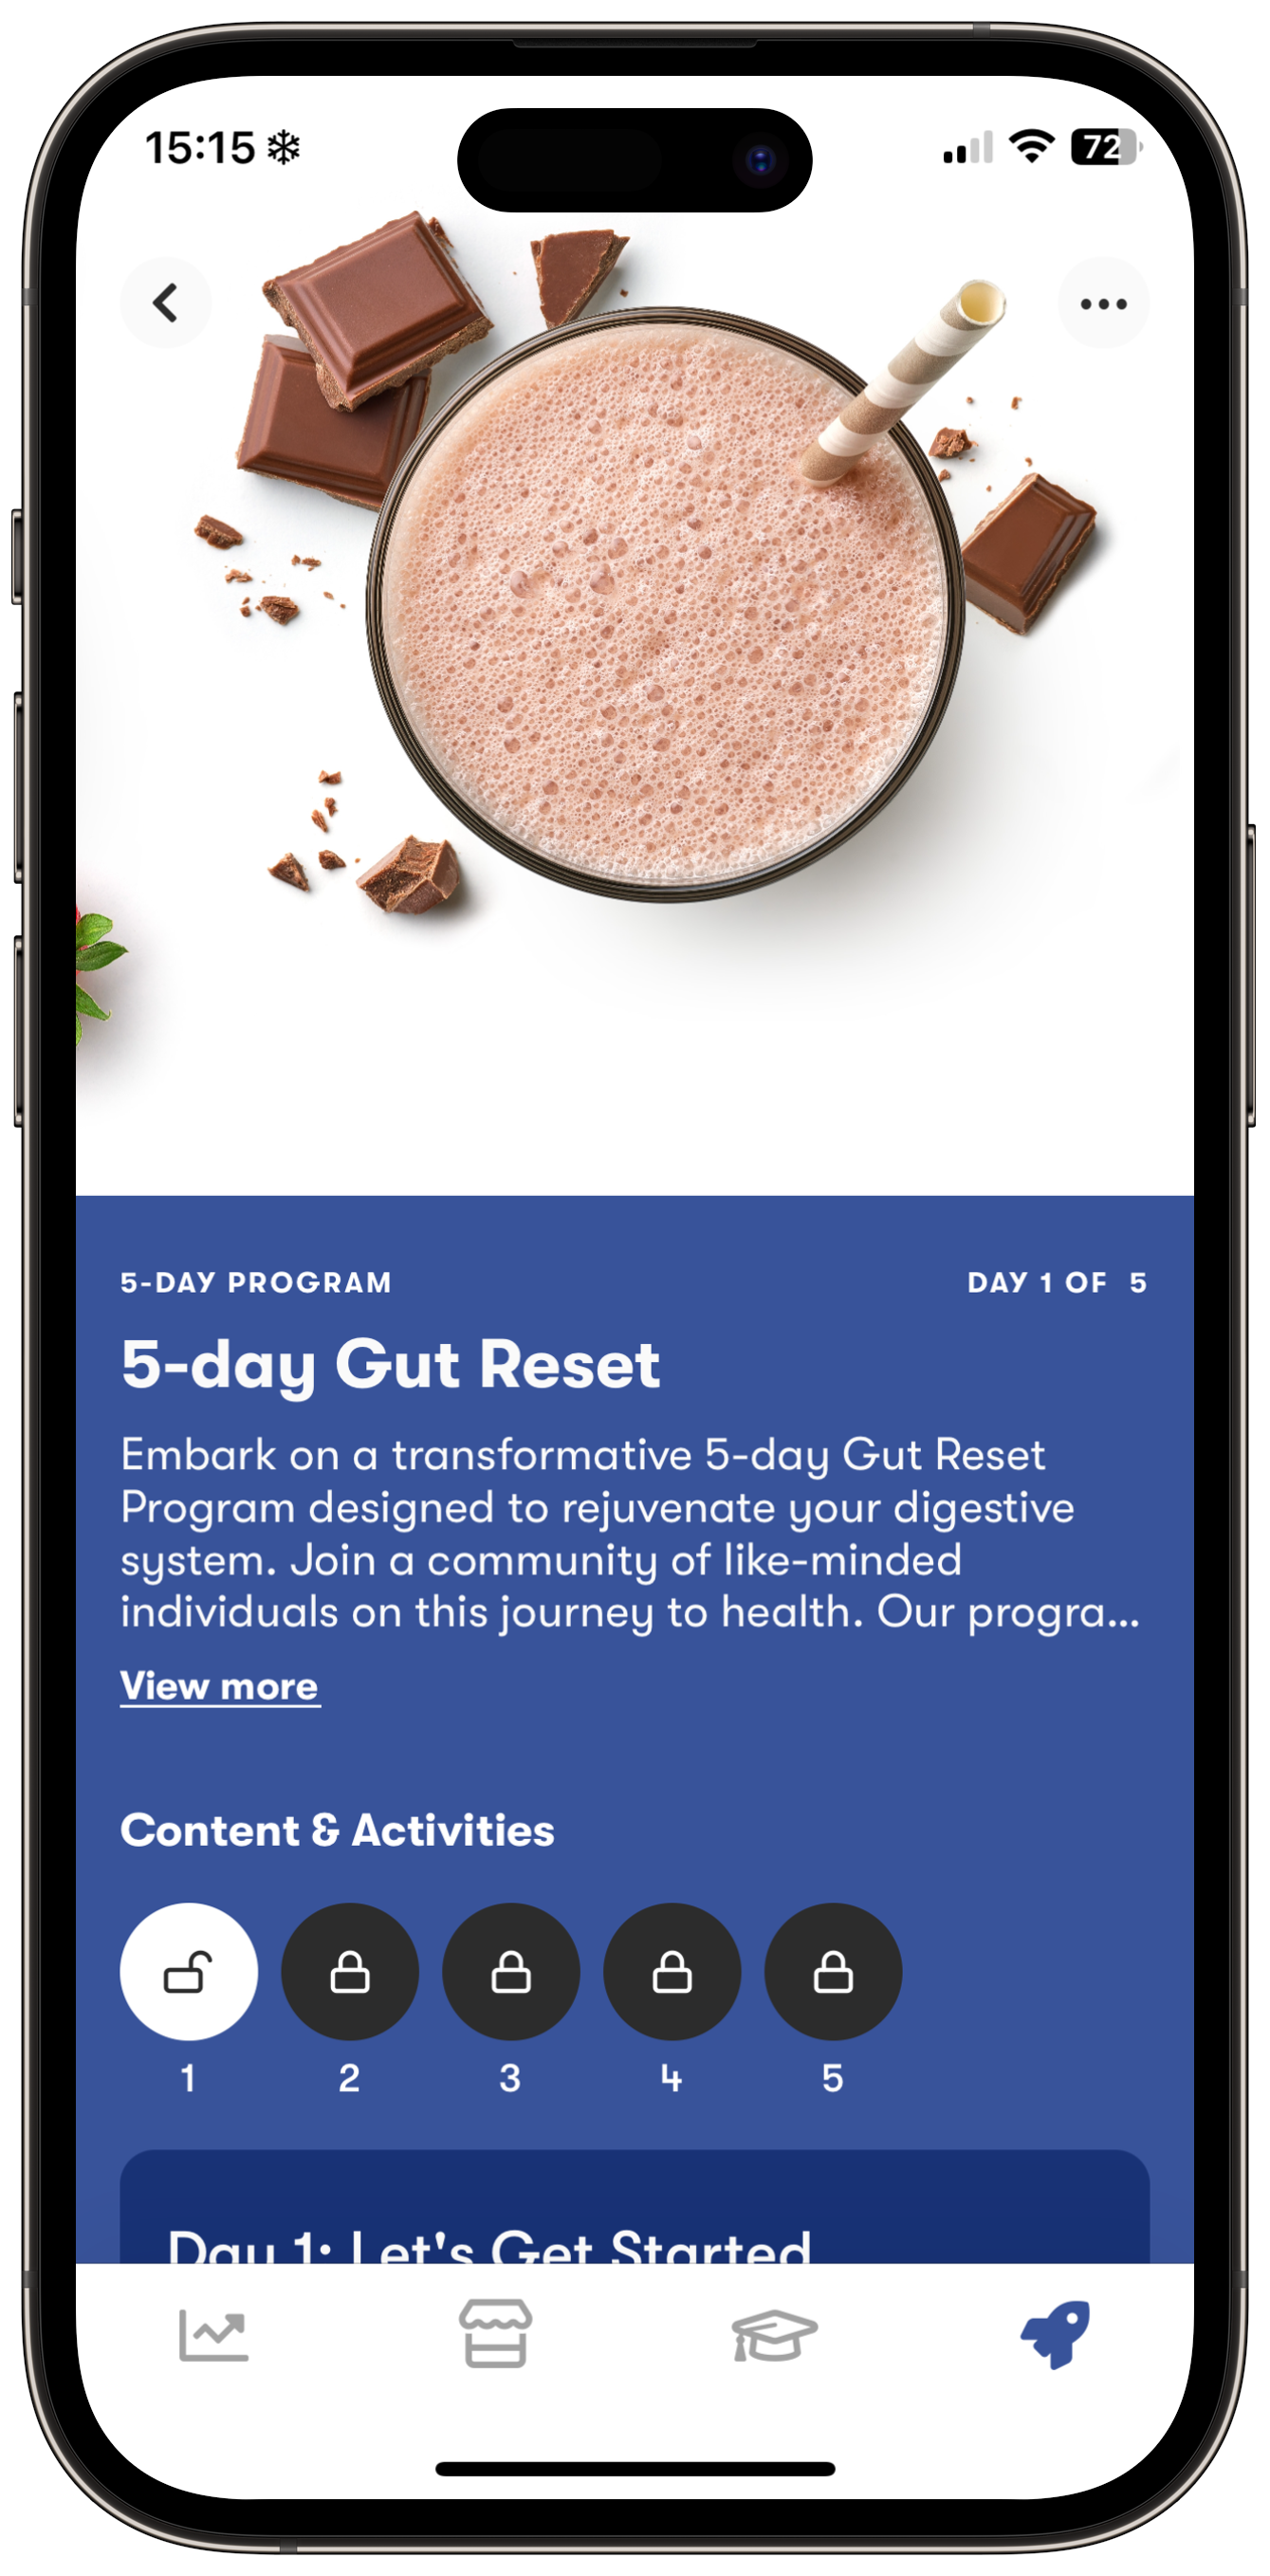 15:15
72
5-DAY PROGRAM
DAY 1 OF 5
5-day Gut Reset
Embark on a transformative 5-day Gut Reset
Program designed to rejuvenate your digestive
system. Join a community of like-minded
individuals on this journey to health. Our progra...
View more
Content & Activities
1 2 3 4 5
Day 1: Let's Get Started